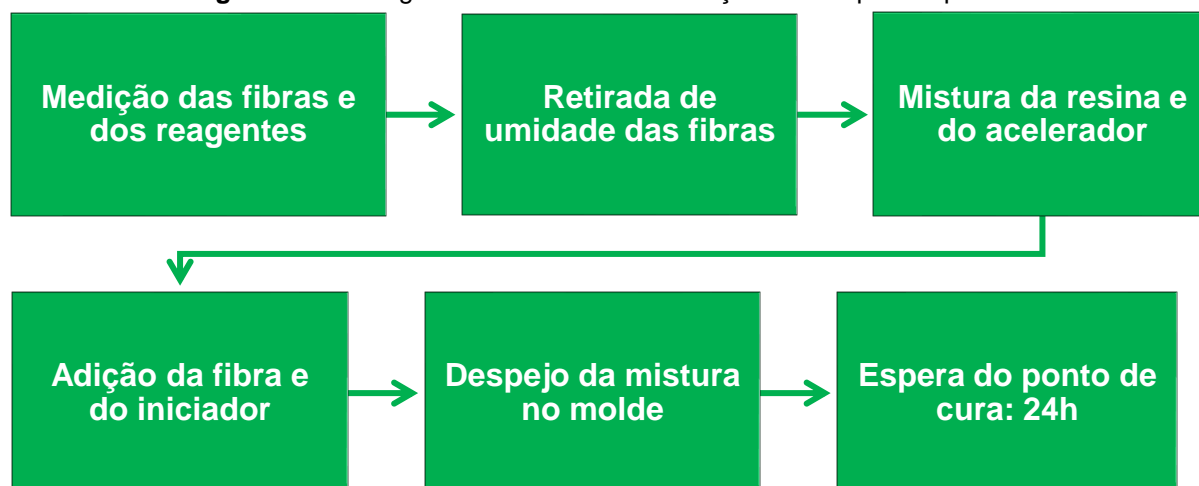 Medição das fibras e
dos reagentes
Retirada de
umidade das fibras
Mistura da resina e
do acelerador
Adição da fibra e
do iniciador
Despejo da mistura
no molde
Espera do ponto de
cura: 24h